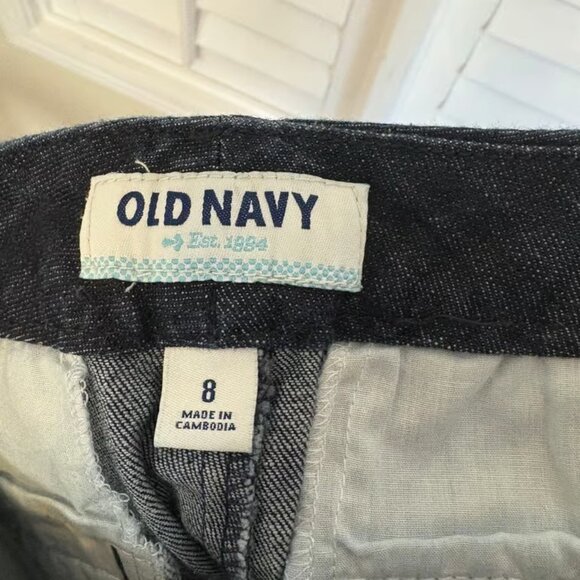 OLD NAVY
Est. 1994
8
MADE IN
CAMBODIA